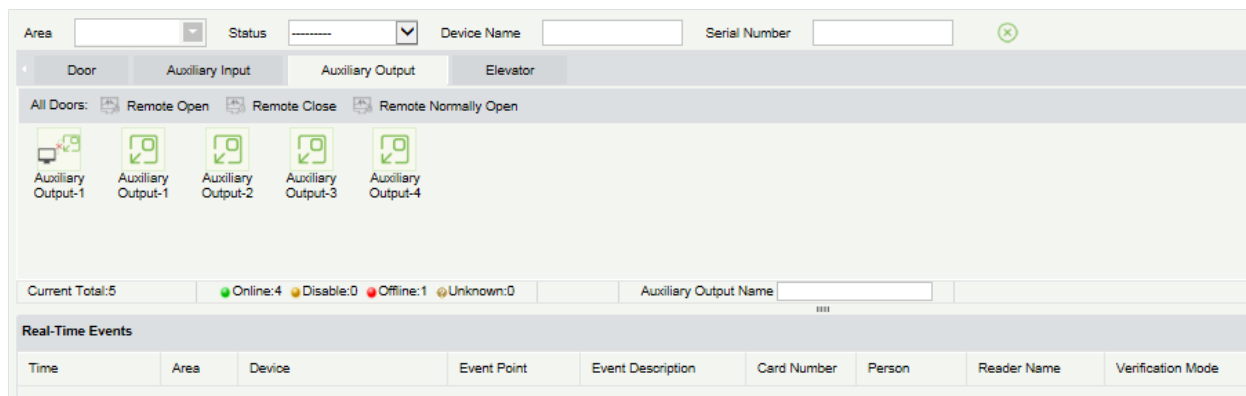 Area Status --------- Device Name Serial Number
Door Auxiliary Input Auxiliary Output Elevator
All Doors: Remote Open Remote Close Remote Normally Open
Auxiliary Auxiliary Auxiliary Auxiliary Auxiliary
Output-1 Output-1 Output-2 Output-3 Output-4
Current Total:5 Online:4 Disable:0 Offline:1 Unknown:0 Auxiliary Output Name
Real-Time Events
Time Area Device Event Point Event Description Card Number Person Reader Name Verification Mode